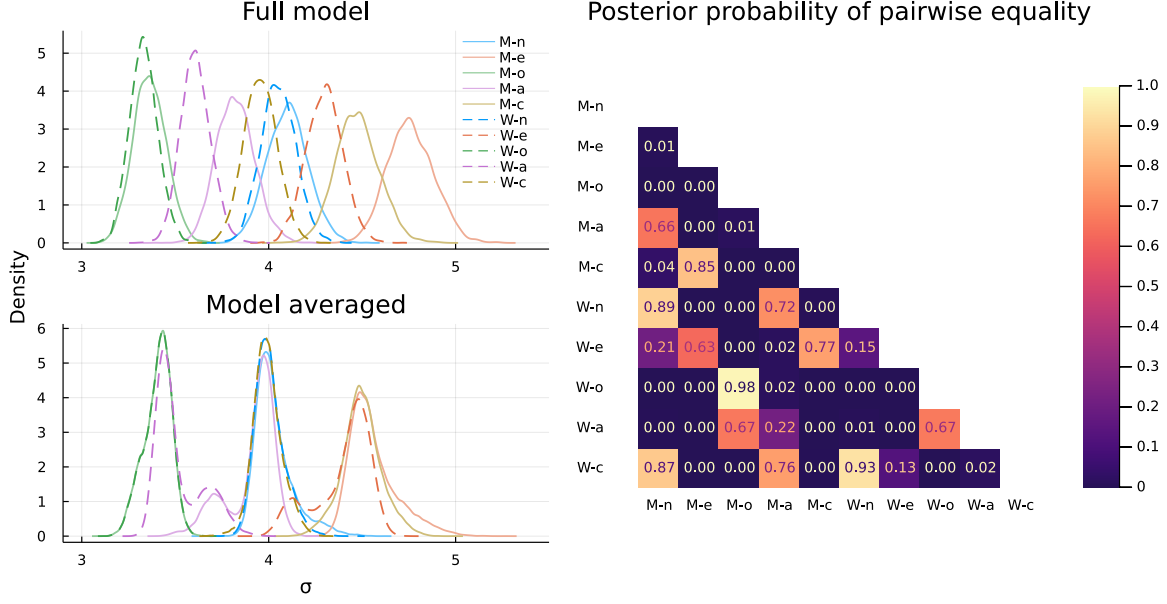 Full model
5
4
3
2
1
0
3
4
5
M-n
M-e
M-o
M-a
M-c
W-n
W-e
W-o
W-a
W-c
Density
Model averaged
6
5
4
3
2
1
0
3
4
5
σ
Posterior probability of pairwise equality
M-n
M-e 0.01
M-o 0.00 0.00
M-a 0.66 0.00 0.01
M-c 0.04 0.85 0.00 0.00
W-n 0.89 0.00 0.00 0.72 0.00
W-e 0.21 0.63 0.00 0.02 0.77 0.15
W-o 0.00 0.00 0.98 0.02 0.00 0.00 0.00
W-a 0.00 0.00 0.67 0.22 0.00 0.01 0.00 0.67
W-c 0.87 0.00 0.00 0.76 0.00 0.93 0.13 0.00 0.02
M-n M-e M-o M-a M-c W-n W-e W-o W-a W-c
1.0
0.9
0.8
0.7
0.6
0.5
0.4
0.3
0.2
0.1
0